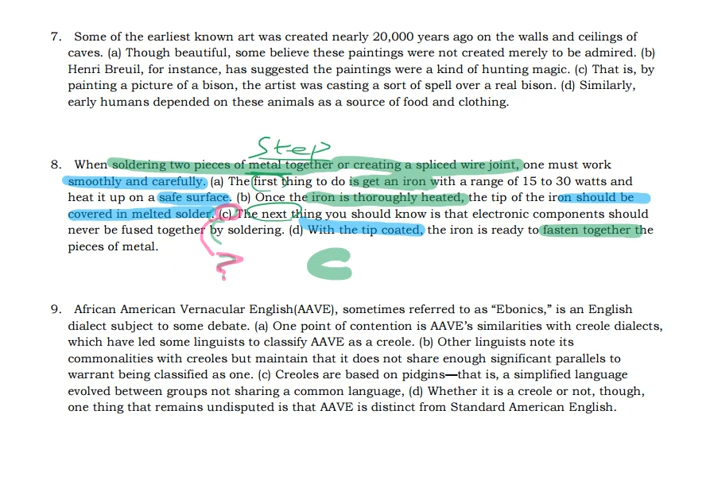 7. Some of the earliest known art was created nearly 20,000 years ago on the walls and ceilings of
caves. (a) Though beautiful, some believe these paintings were not created merely to be admired. (b)
Henri Breuil, for instance, has suggested the paintings were a kind of hunting magic. (c) That is, by
painting a picture of a bison, the artist was casting a sort of spell over a real bison. (d) Similarly,
early humans depended on these animals as a source of food and clothing.
Step
8. When soldering two pieces of metal together or creating a spliced wire joint, one must work
smoothly and carefully. (a) The first thing to do is get an iron with a range of 15 to 30 watts and
heat it up on a safe surface. (b) Once the iron is thoroughly heated, the tip of the iron should be
covered in melted solder. (c) The next thing you should know is that electronic components should
never be fused together by soldering. (d) With the tip coated, the iron is ready to fasten together the
pieces of metal.
? C
9. African American Vernacular English(AAVE), sometimes referred to as “Ebonics,” is an English
dialect subject to some debate. (a) One point of contention is AAVE’s similarities with creole dialects,
which have led some linguists to classify AAVE as a creole. (b) Other linguists note its
commonalities with creoles but maintain that it does not share enough significant parallels to
warrant being classified as one. (c) Creoles are based on pidgins—that is, a simplified language
evolved between groups not sharing a common language, (d) Whether it is a creole or not, though,
one thing that remains undisputed is that AAVE is distinct from Standard American English.